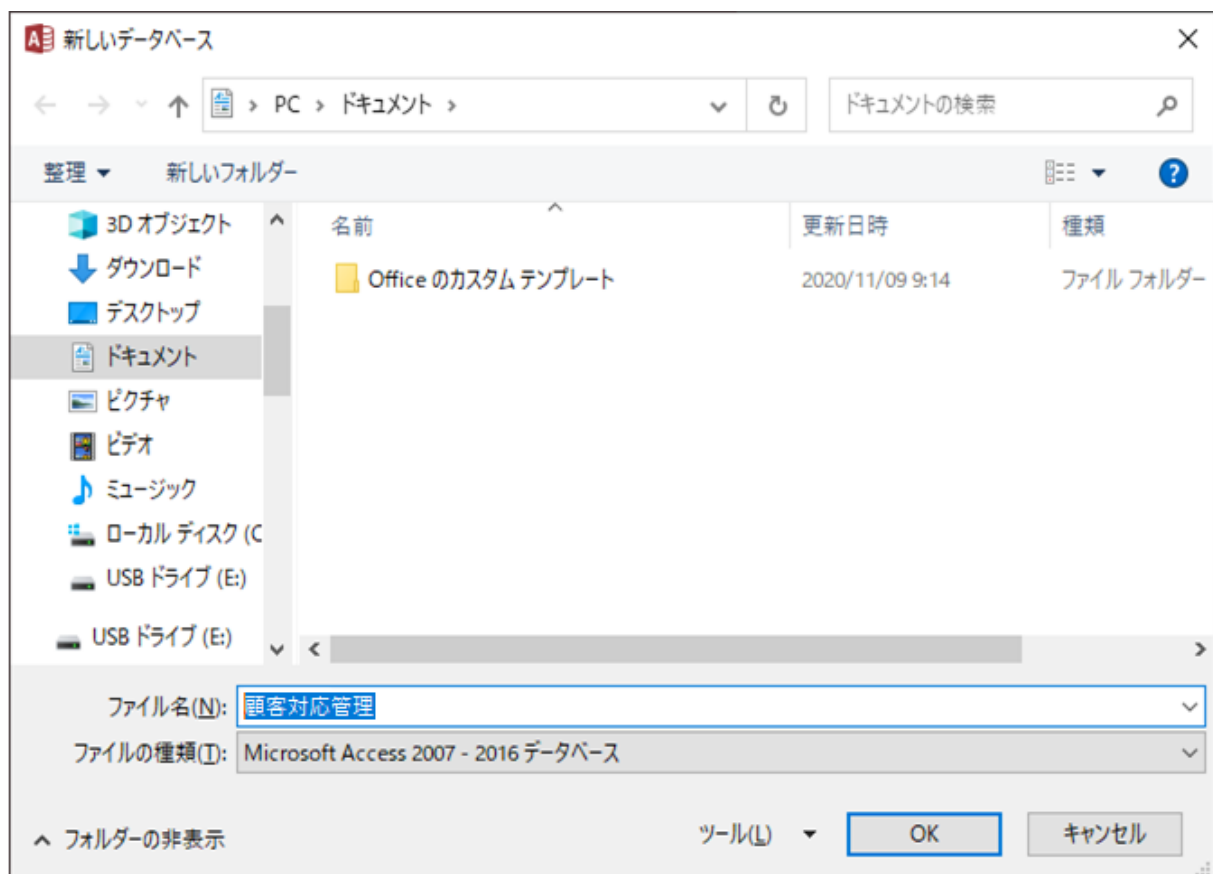 新しいデータベース
PC > ドキュメント >
ドキュメントの検索
整理
新しいフォルダー
名前
更新日時
種類
3D オブジェクト
ダウンロード
デスクトップ
ドキュメント
ピクチャ
ビデオ
ミュージック
ローカル ディスク (C
USB ドライブ (E:)
USB ドライブ (E:)
Office のカスタム テンプレート
2020/11/09 9:14
ファイル フォルダー
ファイル名(N): 顧客対応管理
ファイルの種類(T): Microsoft Access 2007 - 2016 データベース
フォルダーの非表示
ツール(L)
OK
キャンセル